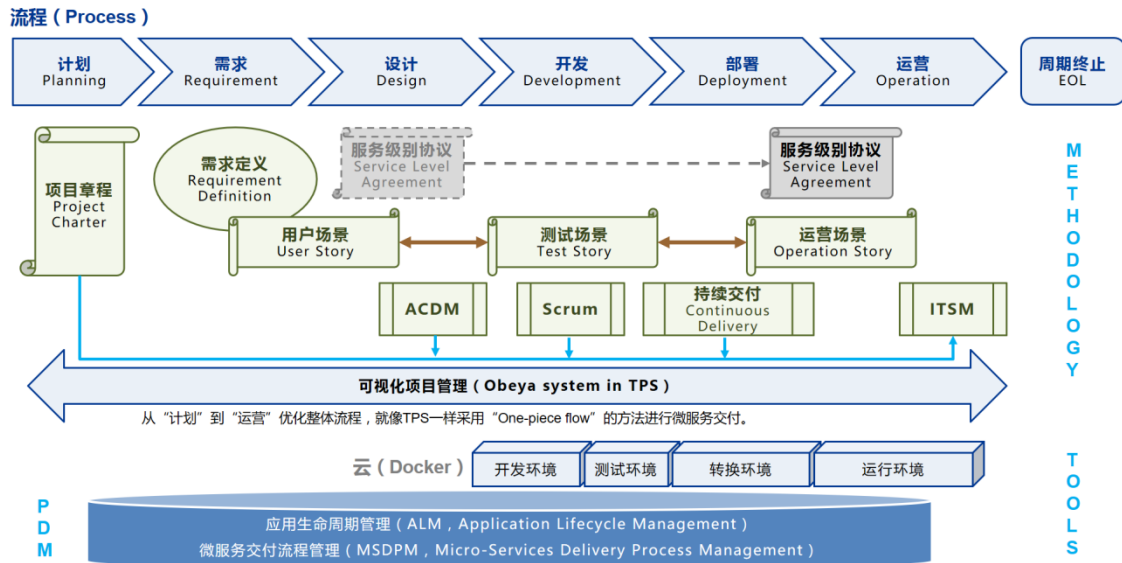 流程（Process）
计划
Planning
需求
Requirement
设计
Design
开发
Development
部署
Deployment
运营
Operation
周期终止
EOL
项目章程
Project
Charter
需求定义
Requirement
Definition
服务级别协议
Service Level
Agreement
服务级别协议
Service Level
Agreement
用户场景
User Story
测试场景
Test Story
运营场景
Operation Story
ACDM
Scrum
持续交付
Continuous
Delivery
ITSM
METHODOLOGY
可视化项目管理（Obeya system in TPS）
从“计划”到“运营”优化整体流程，就像TPS一样采用“One-piece flow”的方法进行微服务交付。
云（Docker）
开发环境
测试环境
转换环境
运行环境
TOOLS
PDM
应用生命周期管理（ALM，Application Lifecycle Management）
微服务交付流程管理（MSDPM，Micro-Services Delivery Process Management）